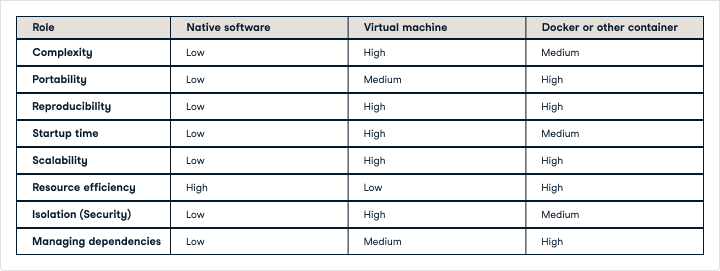 Role Native software Virtual machine Docker or other container
Complexity Low High Medium
Portability Low Medium High
Reproducibility Low High High
Startup time Low High Medium
Scalability Low High High
Resource efficiency High Low High
Isolation (Security) Low High Medium
Managing dependencies Low Medium High